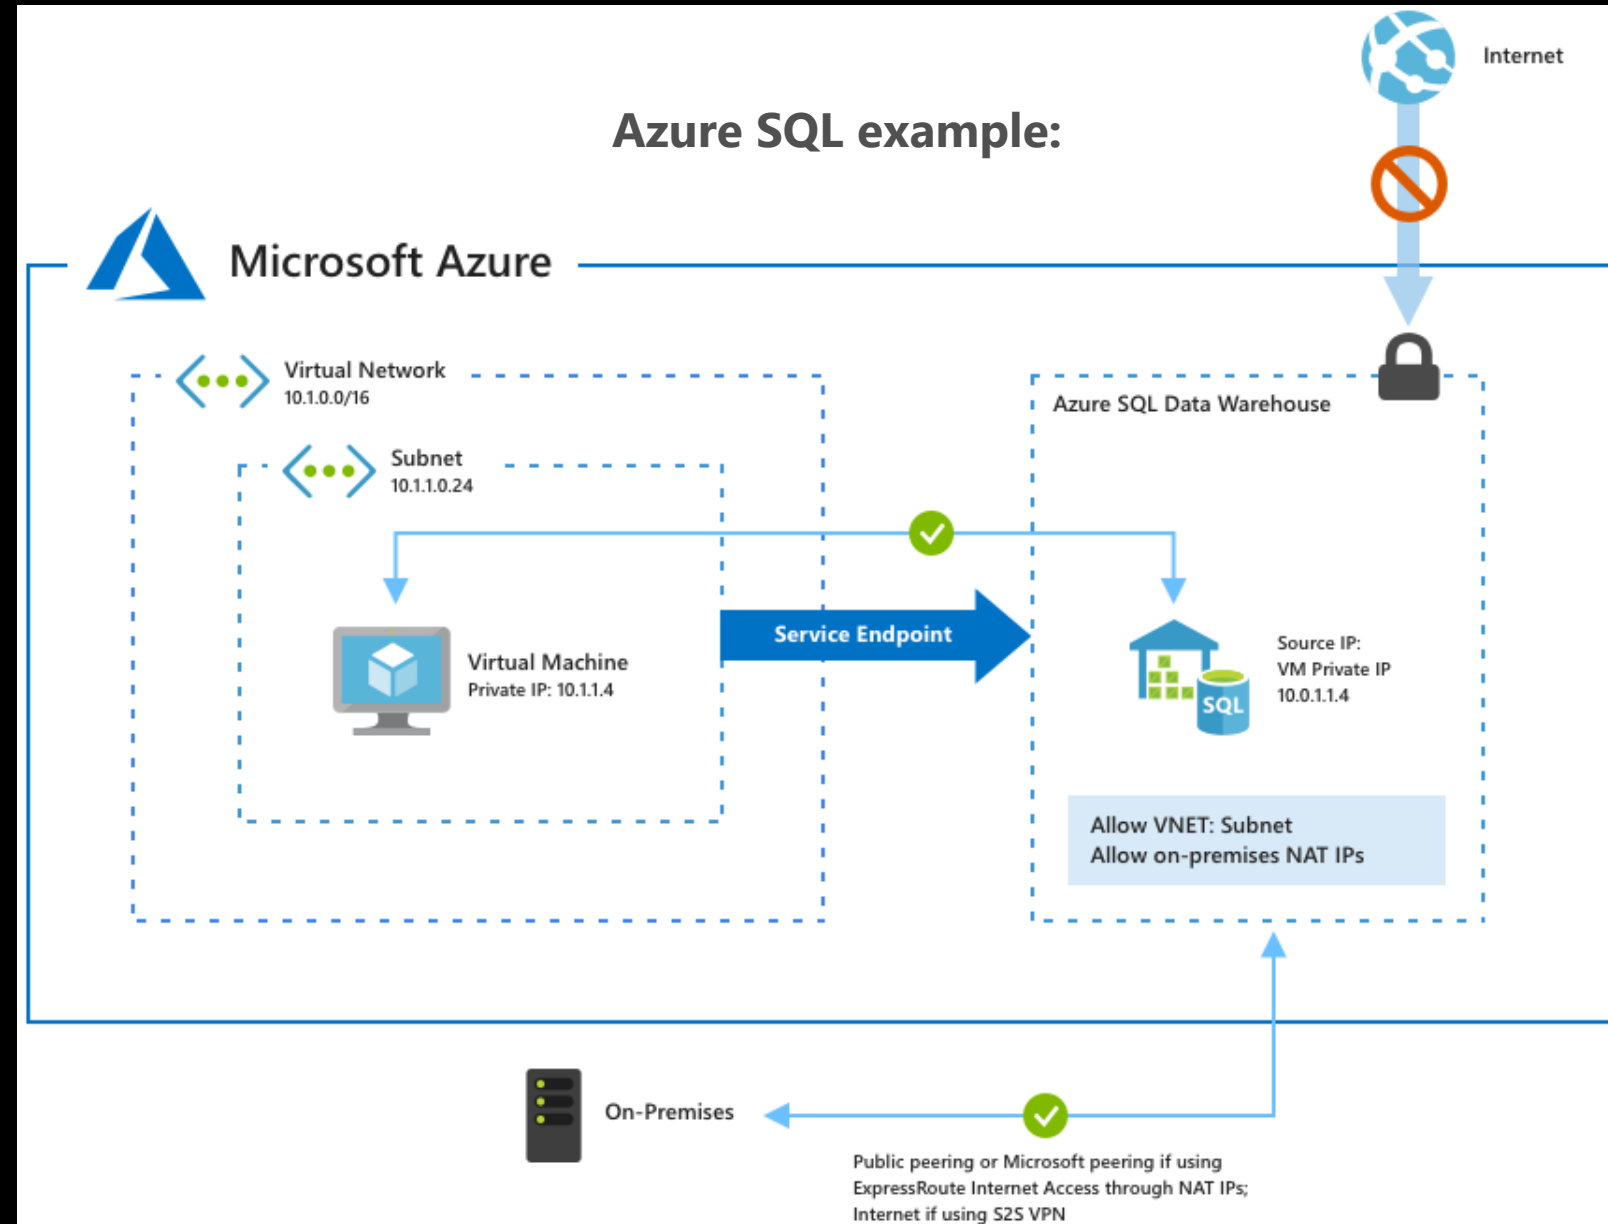 Internet
Azure SQL example:
Microsoft Azure
Virtual Network
10.1.0.0/16
Azure SQL Data Warehouse
Subnet
10.1.1.0.24
Service Endpoint
Virtual Machine
Private IP: 10.1.1.4
Source IP:
VM Private IP
10.0.1.1.4
SQL
Allow VNET: Subnet
Allow on-premises NAT IPs
On-Premises
Public peering or Microsoft peering if using
ExpressRoute Internet Access through NAT IPs;
Internet if using S2S VPN